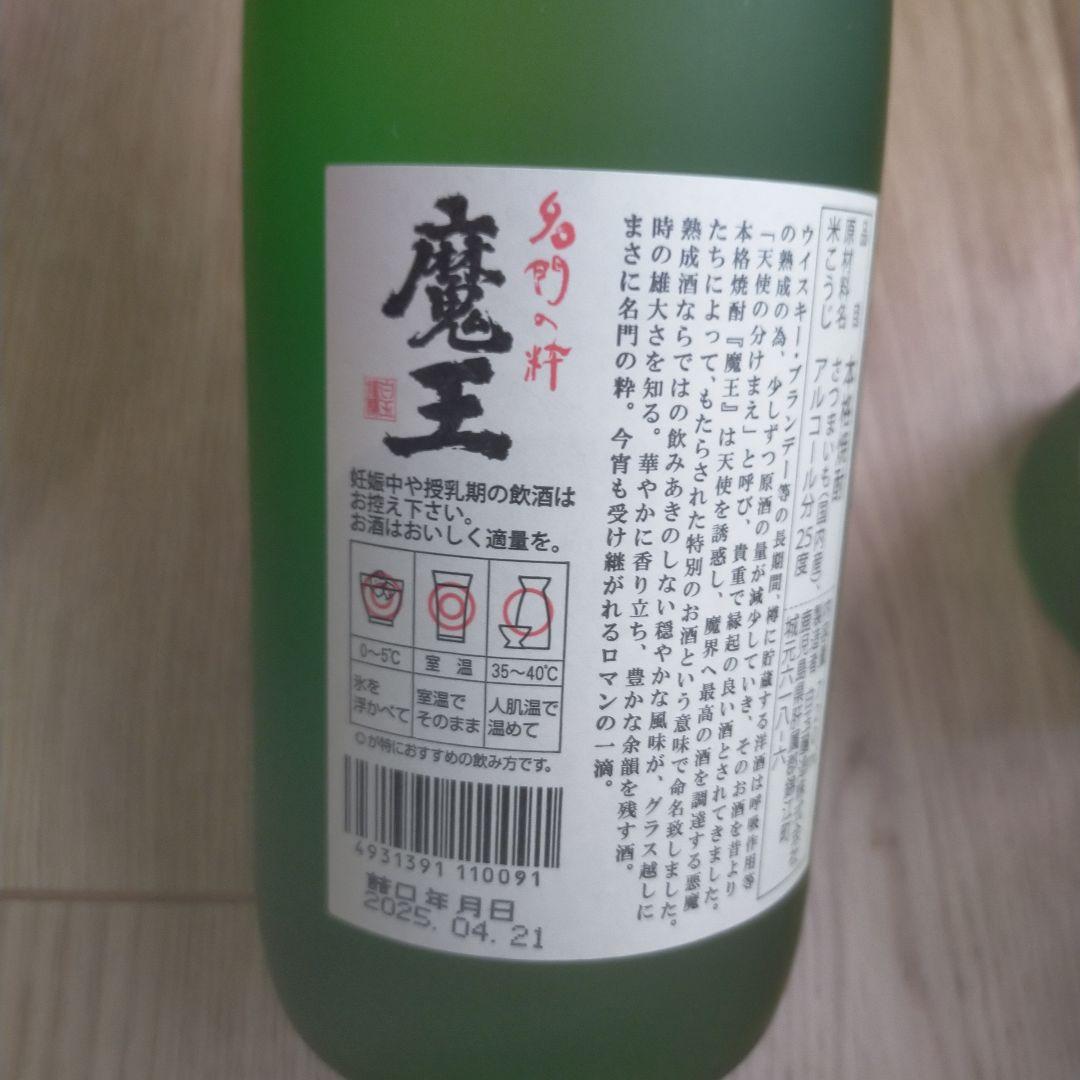 品目 本格焼酎
原材料名 さつまいも(国内産)、
米こうじ アルコール分 25度
城元六一八-六
ウイスキー・ブランデー等の長期間、樽に貯蔵する洋酒は呼吸作用等
の熟成の為、少しずつ原酒の量が減少していき、そのお酒を昔より
「天使の分けまえ」と呼び、貴重で縁起の良い酒とされてきました。
本格焼酎『魔王』は天使を誘惑し、魔界へ最高の酒を調達する悪魔
たちによって、もたらされた特別のお酒という意味で命名致しました。
熟成酒ならではの飲みあきのしない穏やかな風味が、グラス越しに
時の雄大さを知る。華やかに香り立ち、豊かな余韻を残す酒。
まさに名門の粋。今宵も受け継がれるロマンの一滴。
名門の粋
魔王
妊娠中や授乳期の飲酒は
お控え下さい。
お酒はおいしく適量を。
0~5℃ 室温 35~40℃
氷を 室温で 人肌温で
浮かべて そのまま 温めて
◎が特におすすめの飲み方です。
4931391 110091
詰口年月日
2025. 04. 21